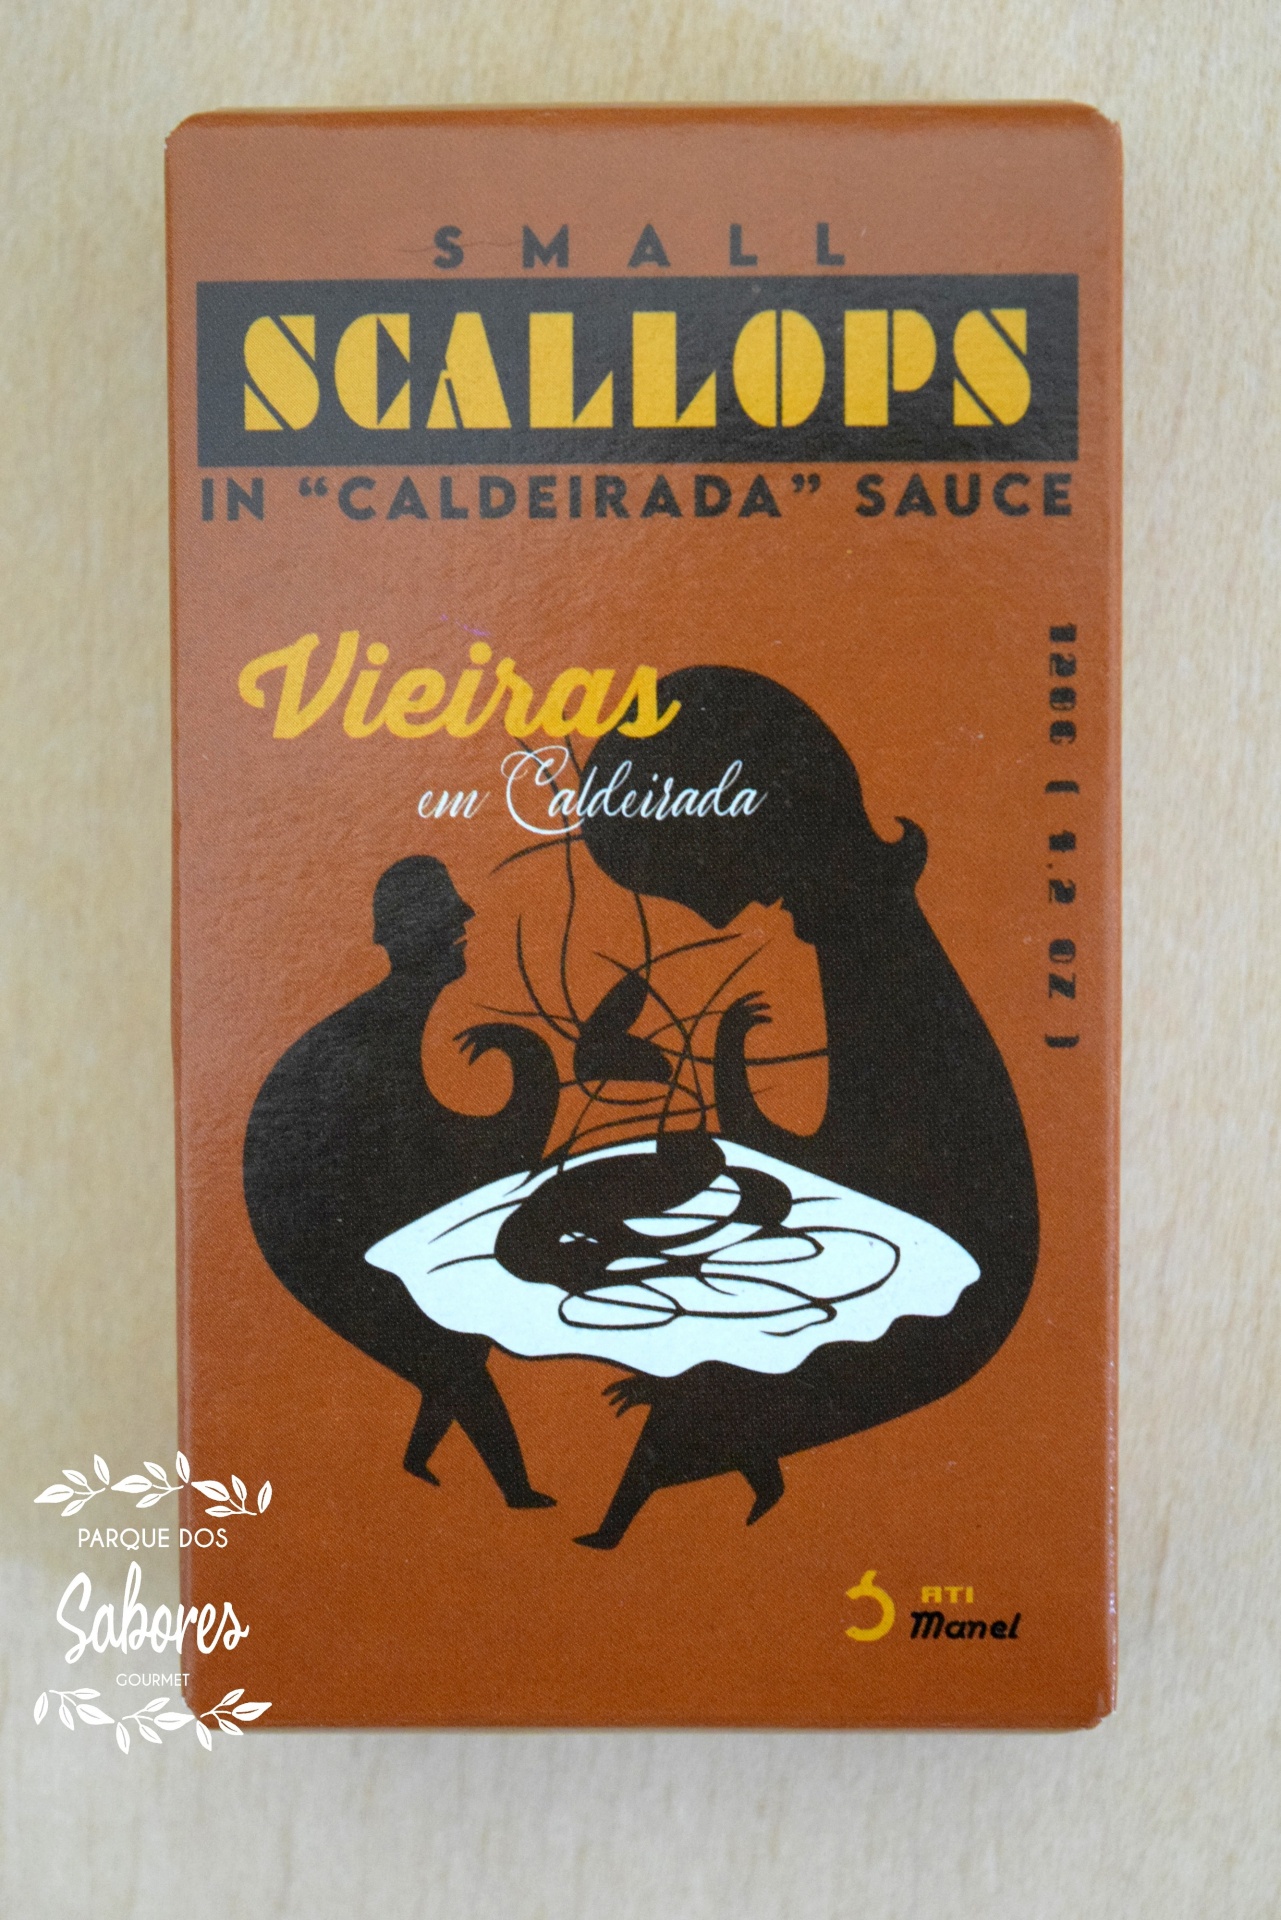 SMALL
SCALLOPS
IN “CALDEIRADA” SAUCE
Vieiras
em Caldeirada
120G ( 4.2 OZ )
ATI
Manel
PARQUE DOS
Sabores
GOURMET